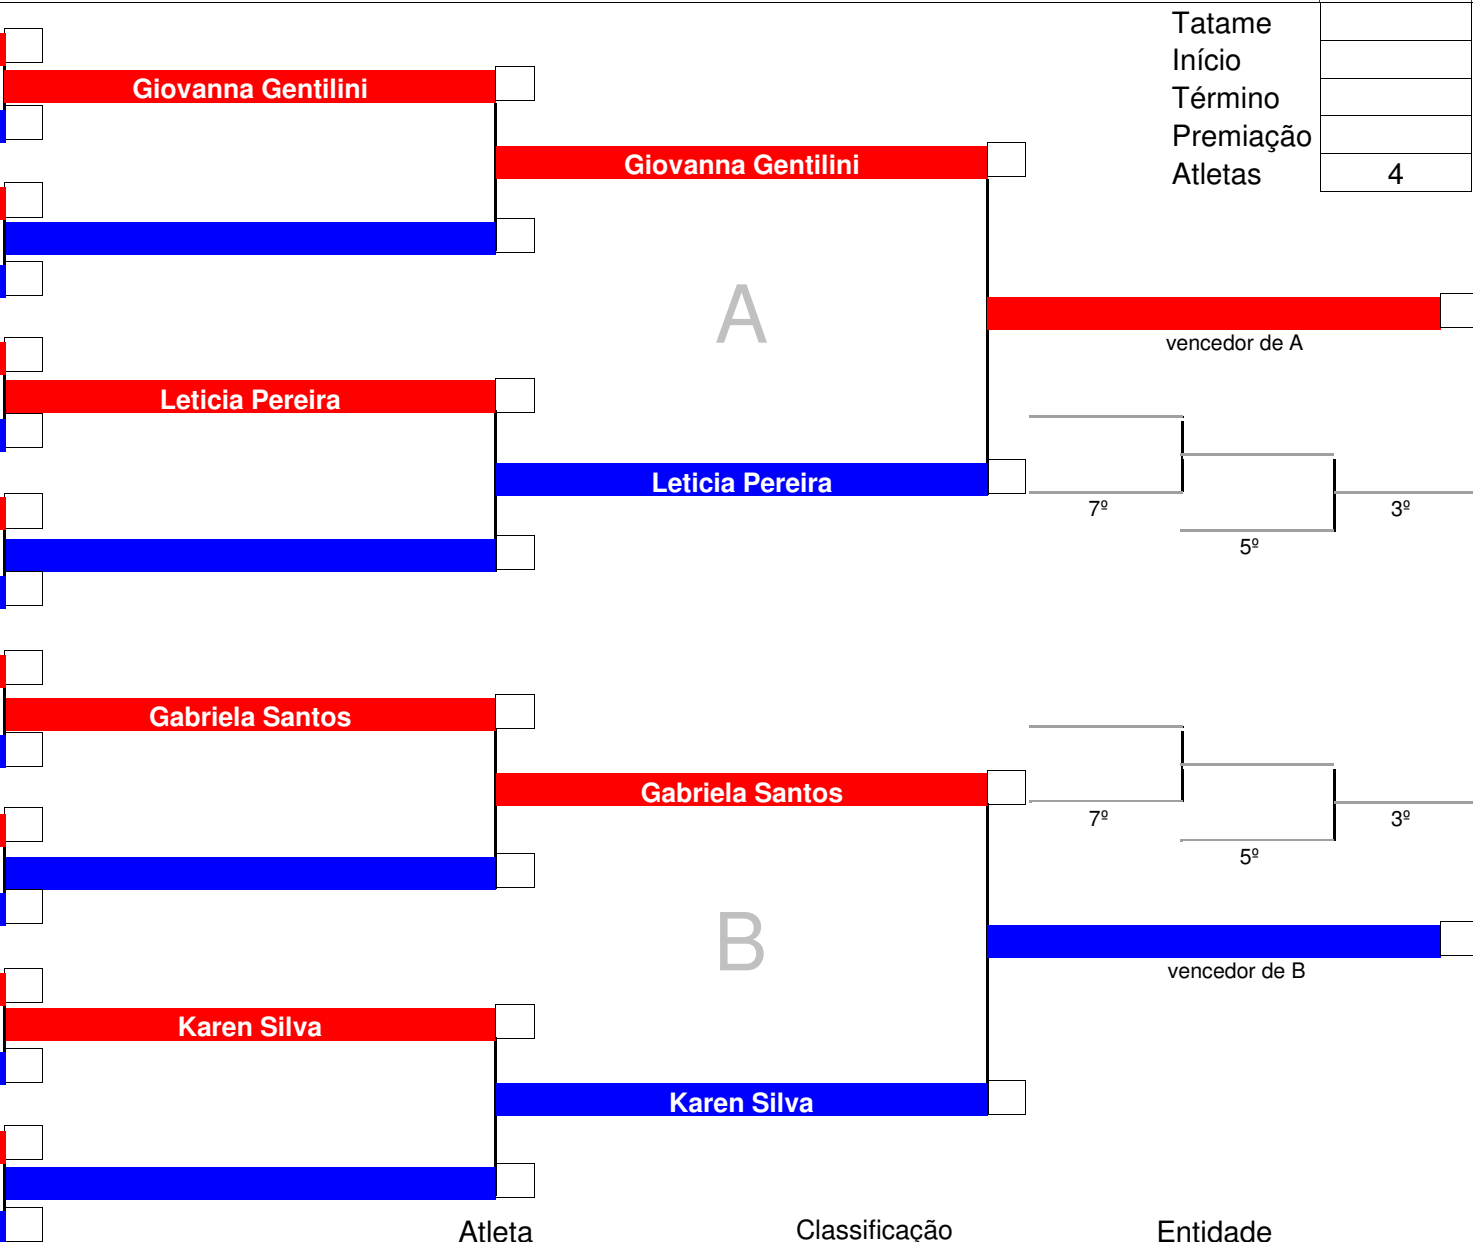 Tatame
Início
Giovanna Gentilini
Término
Premiação
Giovanna Gentilini
Atletas 4
A
vencedor de A
Leticia Pereira
Leticia Pereira
7º
3º
5º
Gabriela Santos
Gabriela Santos
7º
3º
5º
B
vencedor de B
Karen Silva
Karen Silva
Atleta Classificação Entidade